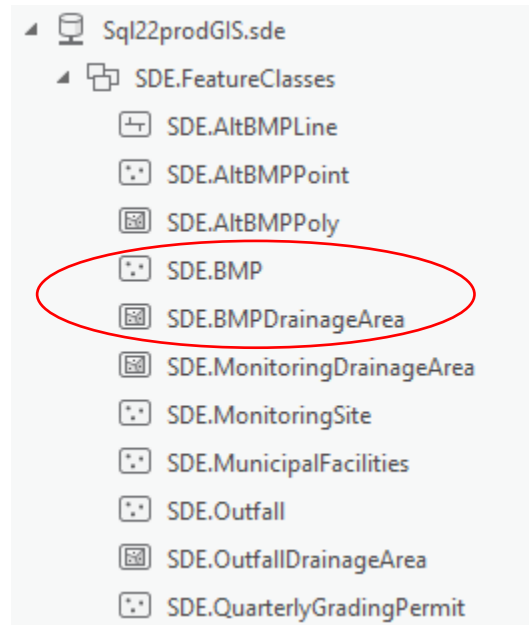 Sql22prodGIS.sde
SDE.FeatureClasses
SDE.AltBMPLine
SDE.AltBMPPoint
SDE.AltBMPPoly
SDE.BMP
SDE.BMPDrainageArea
SDE.MonitoringDrainageArea
SDE.MonitoringSite
SDE.MunicipalFacilities
SDE.Outfall
SDE.OutfallDrainageArea
SDE.QuarterlyGradingPermit